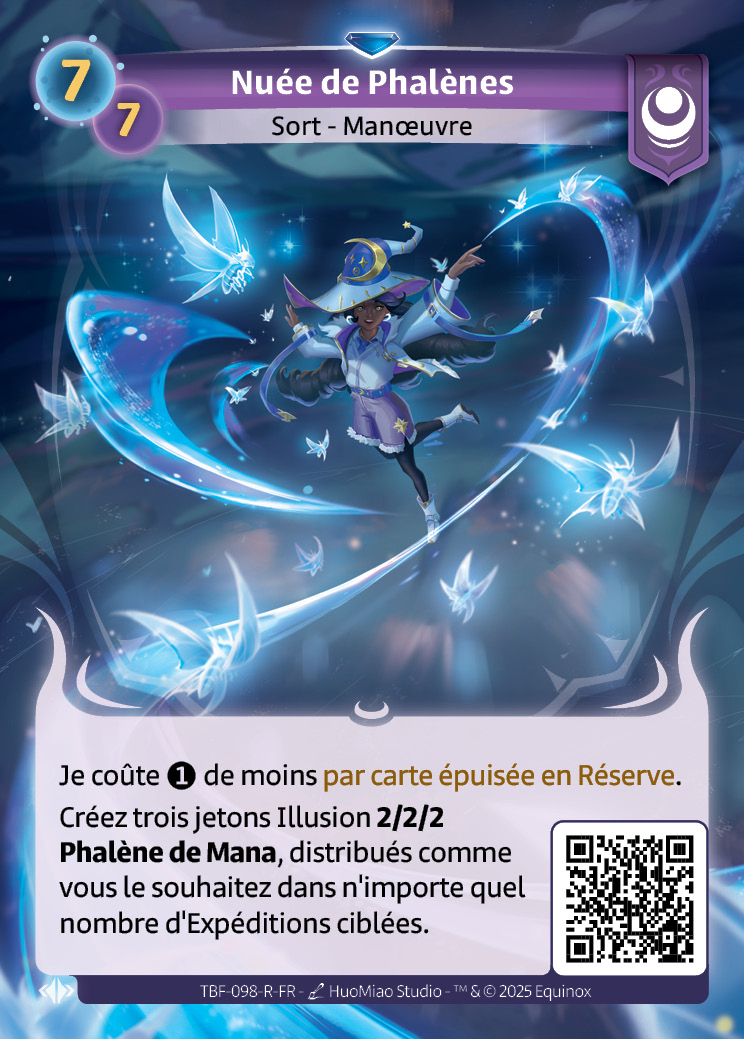 7
Nuée de Phalènes
7
Sort - Manœuvre
Je coûte 1 de moins par carte épuisée en Réserve.
Créez trois jetons Illusion 2/2/2
Phalène de Mana, distribués comme
vous le souhaitez dans n'importe quel
nombre d'Expéditions ciblées.
TBF-098-R-FR - HuoMiao Studio - ™ & © 2025 Equinox